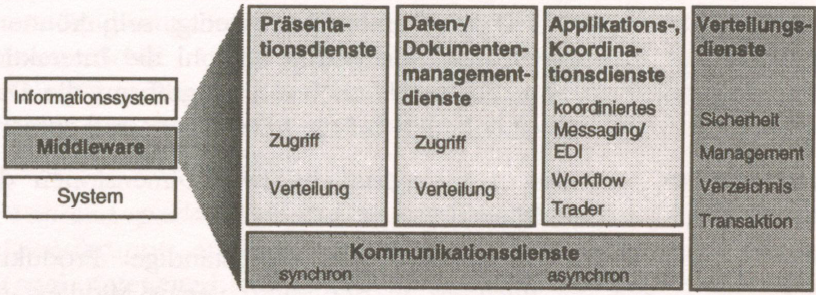 Informationssystem
Middleware
System
Präsenta-
tionsdienste
Zugriff
Verteilung
Daten-/
Dokumenten-
management-
dienste
Zugriff
Verteilung
Applikations-,
Koordina-
tionsdienste
koordiniertes
Messaging/
EDI
Workflow
Trader
Verteilungs-
dienste
Sicherheit
Management
Verzeichnis
Transaktion
Kommunikationsdienste
synchron
asynchron